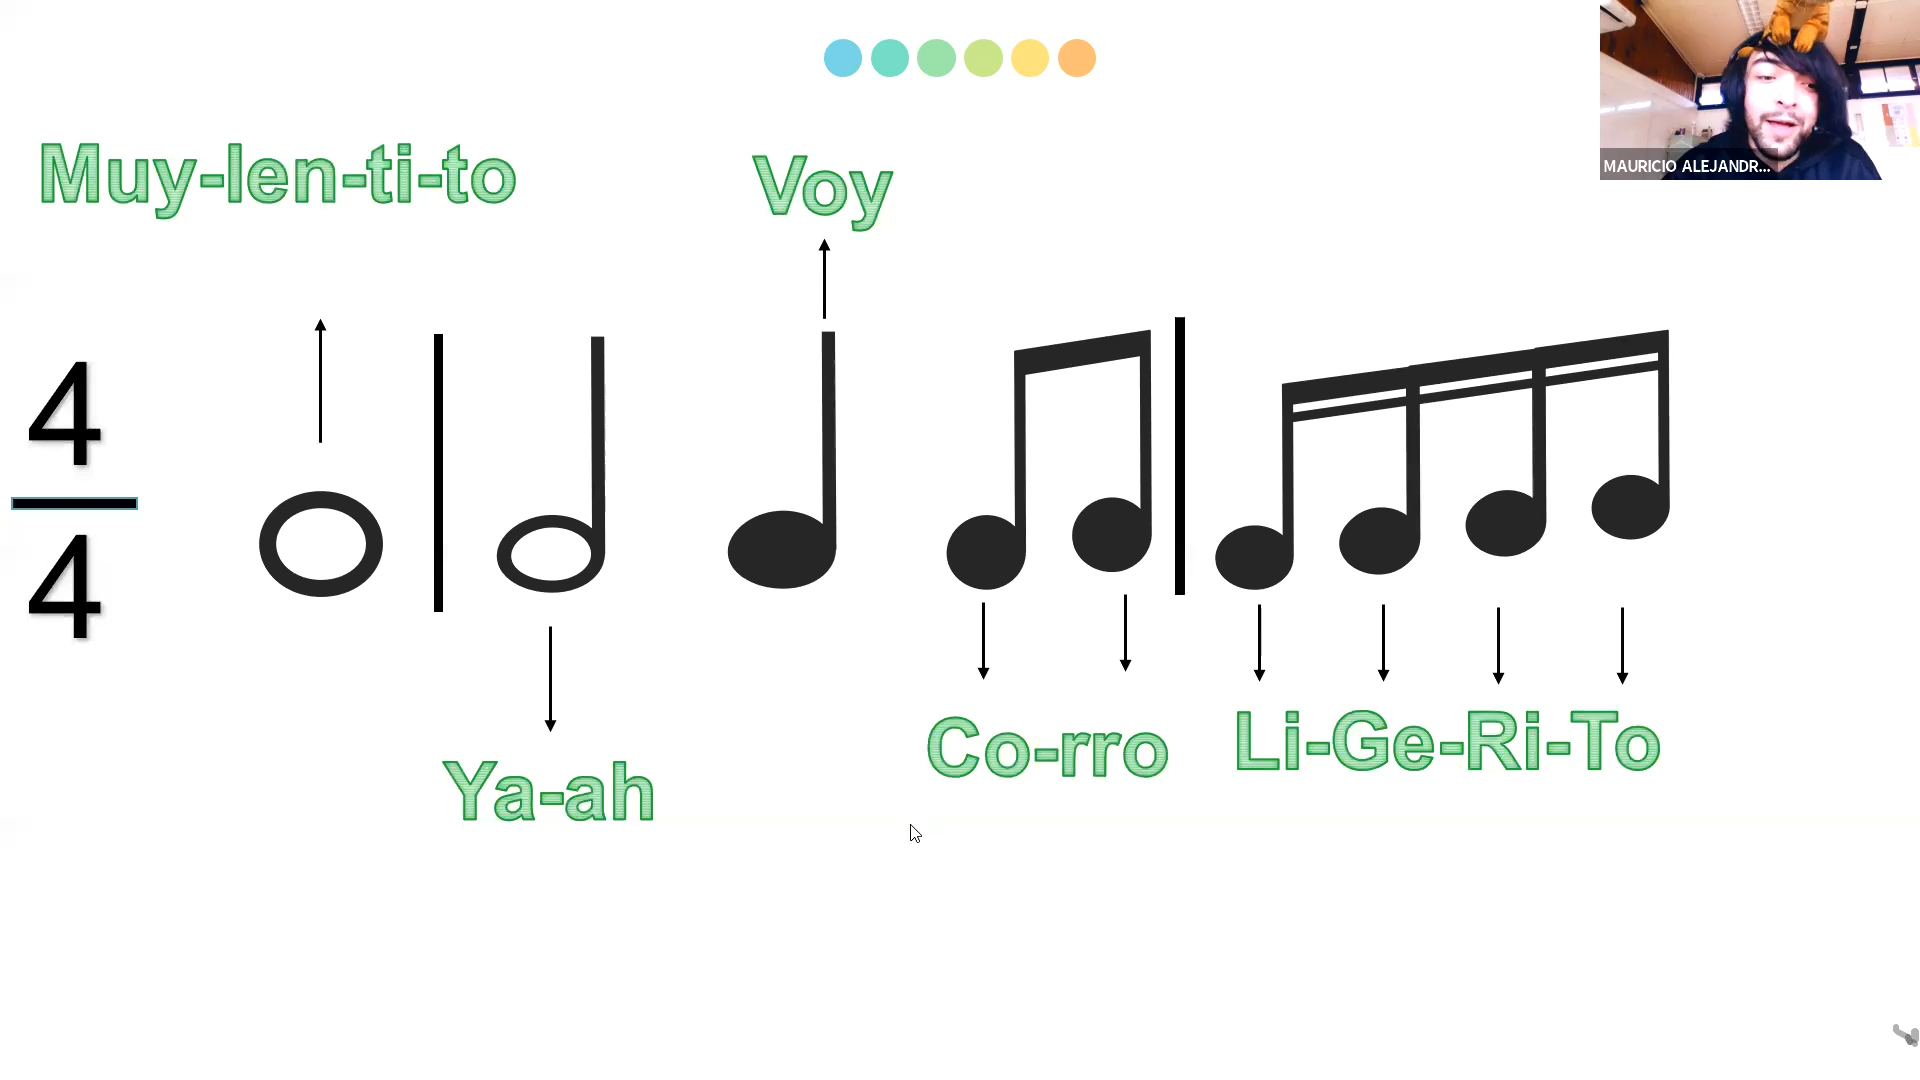 MAURICIO ALEJANDR...
Muy-len-ti-to
Voy
4
4
Ya-ah
Co-rro
Li-Ge-Ri-To